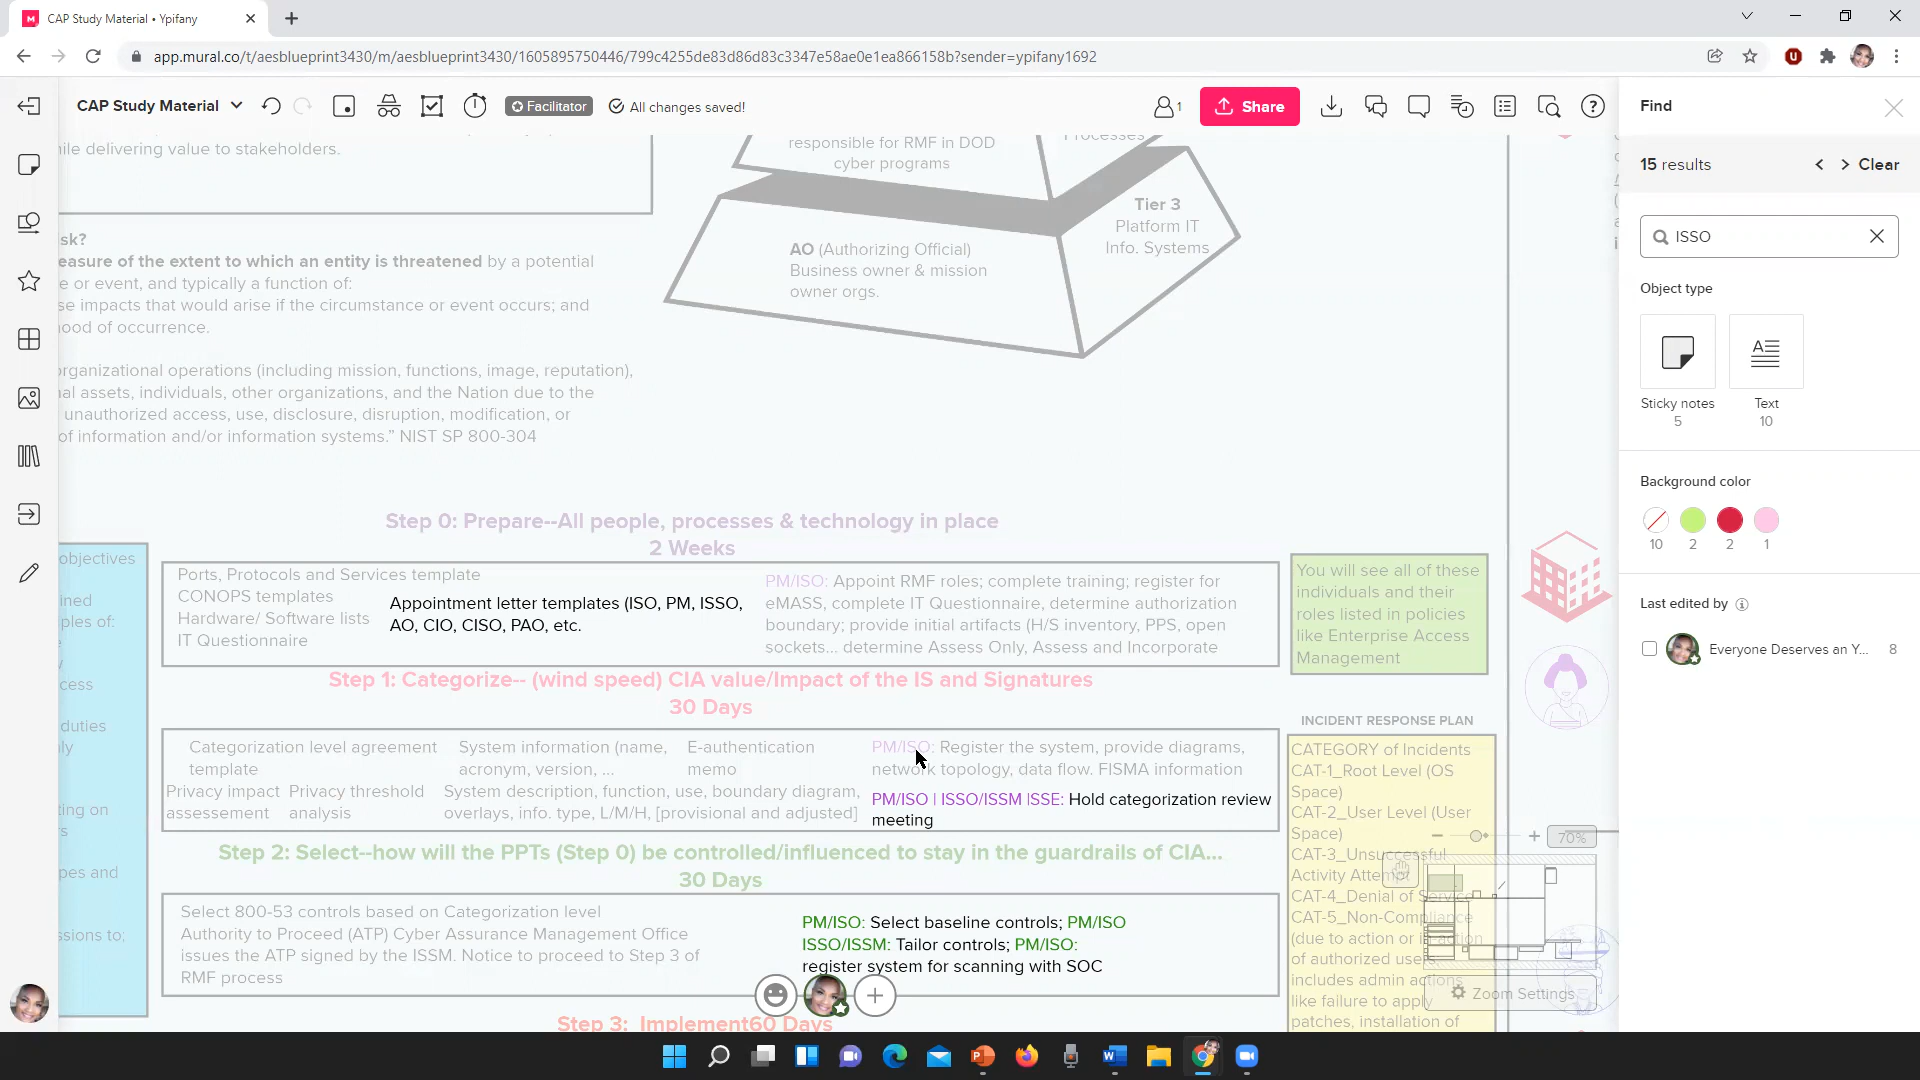 CAP Study Material • Ypifany
app.mural.co/t/aesblueprint3430/m/aesblueprint3430/1605895750446/799c4255de83d86d83c3347e58ae0e1ea866158b?sender=ypifany1692
CAP Study Material
Facilitator
All changes saved!
1
Share
while delivering value to stakeholders.
responsible for RMF in DOD
cyber programs
Processes
Tier 3
Platform IT
Info. Systems
AO (Authorizing Official)
Business owner & mission
owner orgs.
sk?
easure of the extent to which an entity is threatened by a potential
e or event, and typically a function of:
se impacts that would arise if the circumstance or event occurs; and
ood of occurrence.
rganizational operations (including mission, functions, image, reputation),
al assets, individuals, other organizations, and the Nation due to the
unauthorized access, use, disclosure, disruption, modification, or
of information and/or information systems.” NIST SP 800-304
Step 0: Prepare--All people, processes & technology in place
2 Weeks
objectives
ined
ples of:
cess
duties
ting on
rs
pes and
ssions to:
Ports, Protocols and Services template
CONOPS templates
Hardware/ Software lists
IT Questionnaire
Appointment letter templates (ISO, PM, ISSO,
AO, CIO, CISO, PAO, etc.
PM/ISO: Appoint RMF roles; complete training; register for
eMASS, complete IT Questionnaire, determine authorization
boundary; provide initial artifacts (H/S inventory, PPS, open
sockets... determine Assess Only, Assess and Incorporate
You will see all of these
individuals and their
roles listed in policies
like Enterprise Access
Management
Step 1: Categorize-- (wind speed) CIA value/Impact of the IS and Signatures
30 Days
Categorization level agreement
template
System information (name,
acronym, version, ...
E-authentication
memo
Privacy impact
assessement
Privacy threshold
analysis
System description, function, use, boundary diagram,
overlays, info. type, L/M/H, [provisional and adjusted]
PM/ISO: Register the system, provide diagrams,
network topology, data flow. FISMA information
PM/ISO | ISSO/ISSM |SSE: Hold categorization review
meeting
Step 2: Select--how will the PPTs (Step 0) be controlled/influenced to stay in the guardrails of CIA...
30 Days
Select 800-53 controls based on Categorization level
Authority to Proceed (ATP) Cyber Assurance Management Office
issues the ATP signed by the ISSM. Notice to proceed to Step 3 of
RMF process
PM/ISO: Select baseline controls; PM/ISO
ISSO/ISSM: Tailor controls; PM/ISO:
register system for scanning with SOC
Step 3: Implement60 Days
INCIDENT RESPONSE PLAN
CATEGORY of Incidents
CAT-1_Root Level (OS
Space)
CAT-2_User Level (User
Space)
CAT-3_Unsuccessful
Activity Attempt
CAT-4_Denial of Service
CAT-5_Non-Compliance
(due to action or in-action
of authorized users
includes admin actions
like failure to apply
patches, installation of
70%
Zoom Settings
Find
15 results
Clear
ISSO
Object type
Sticky notes
5
Text
10
Background color
10
2
2
1
Last edited by
Everyone Deserves an Y...
8